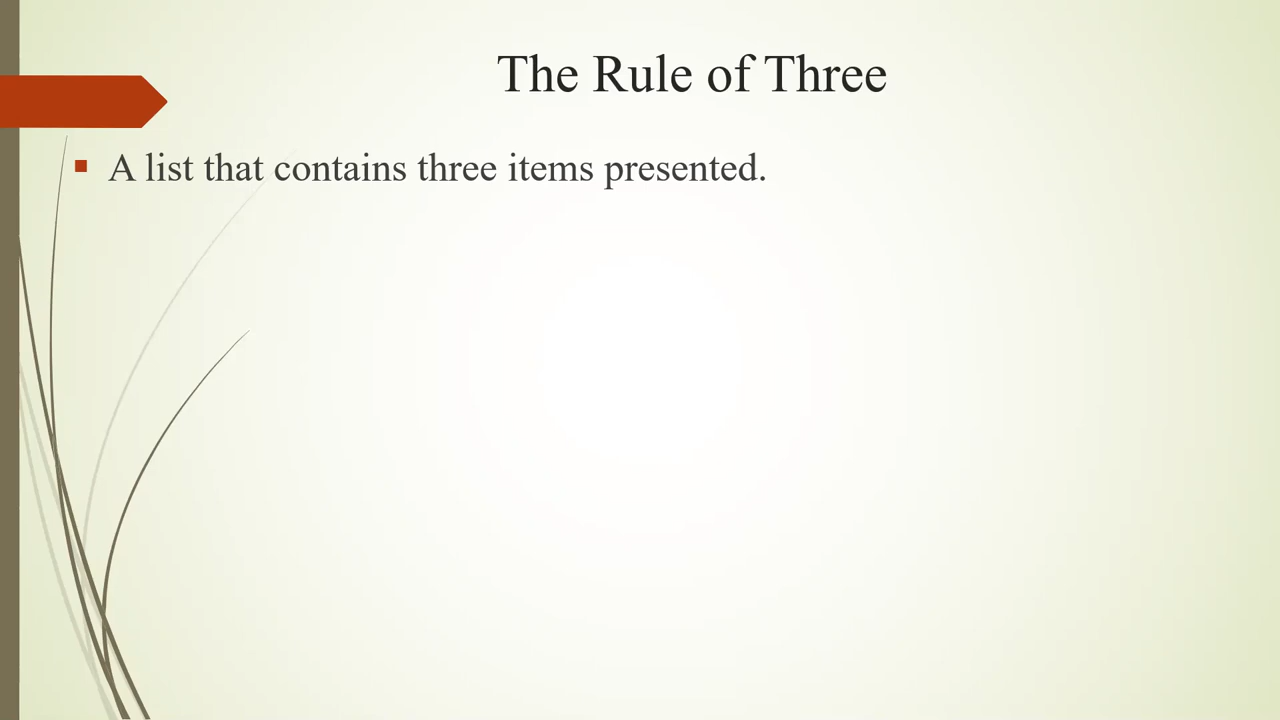 The Rule of Three
A list that contains three items presented.